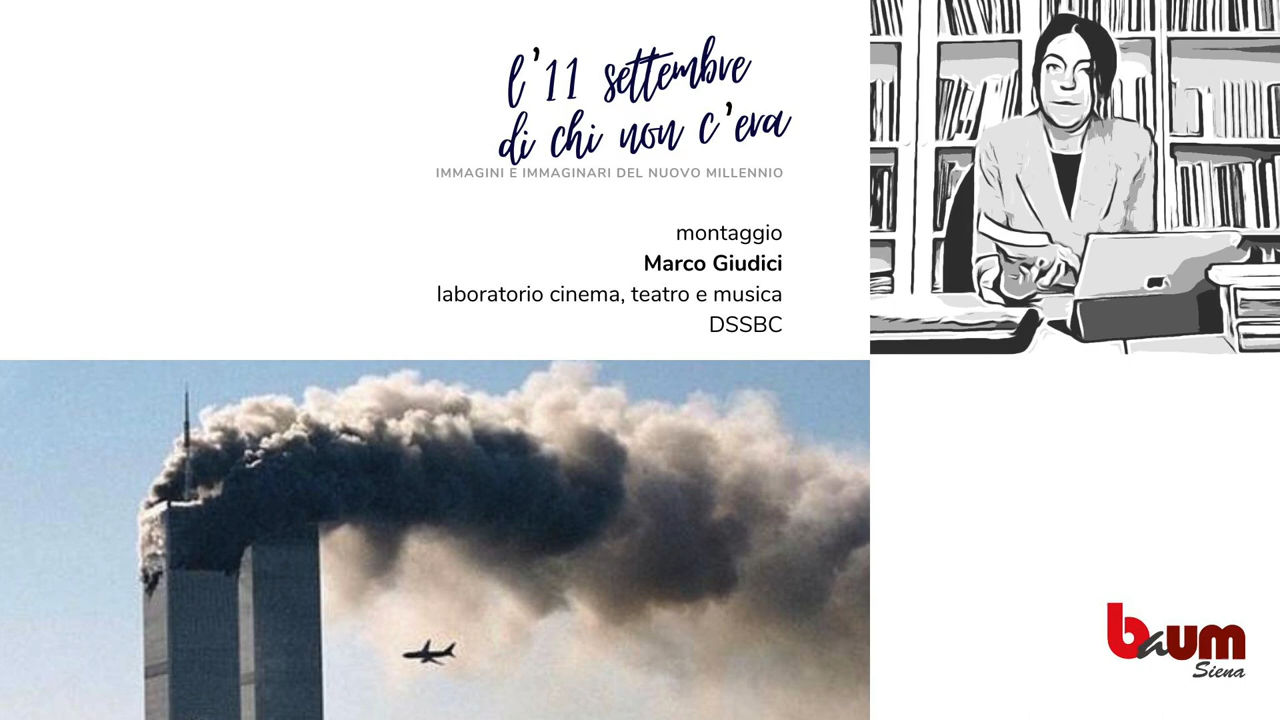 l'11 settembre
di chi non c'era
IMMAGINI E IMMAGINARI DEL NUOVO MILLENNIO
montaggio
Marco Giudici
laboratorio cinema, teatro e musica
DSSBC
baum
Siena